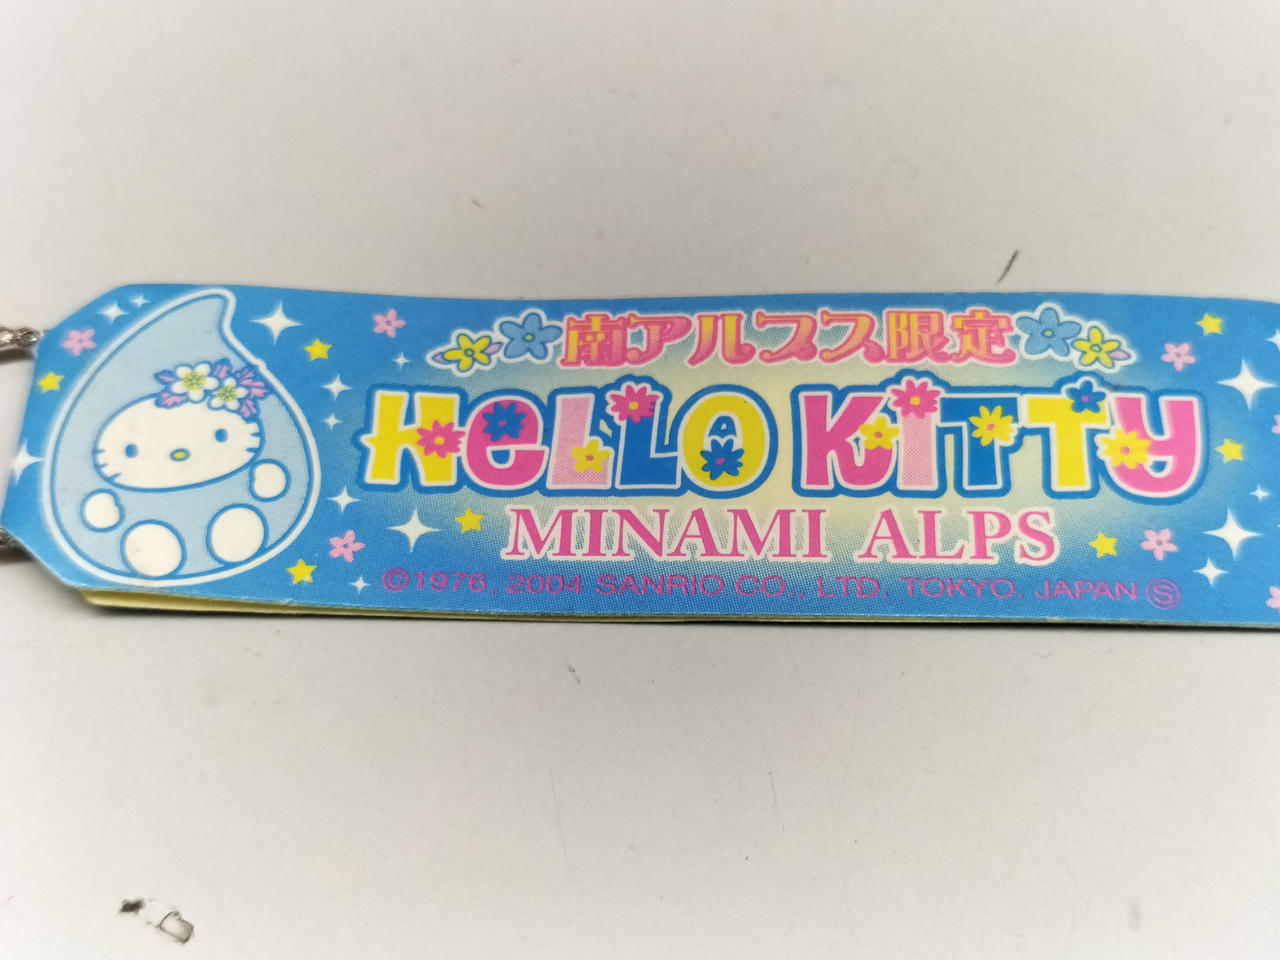 南アルプス限定
HELLO KITTY
MINAMI ALPS
©1976, 2004 SANRIO CO., LTD. TOKYO, JAPAN Ⓢ